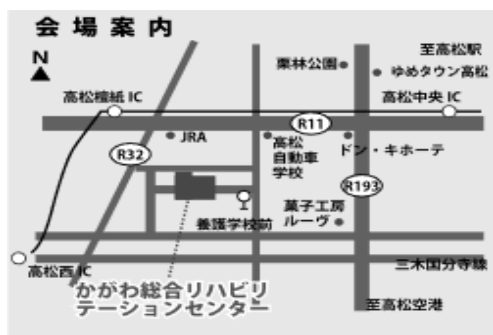 会場案内
N
至高松駅
栗林公園
ゆめタウン高松
高松檀紙 IC
高松中央 IC
R11
JRA
高松
自動車
学校
ドン・キホーテ
R32
R193
菓子工房
ルーヴ
養護学校前
高松西 IC
三木国分寺線
かがわ総合リハビリ
テーションセンター
至高松空港